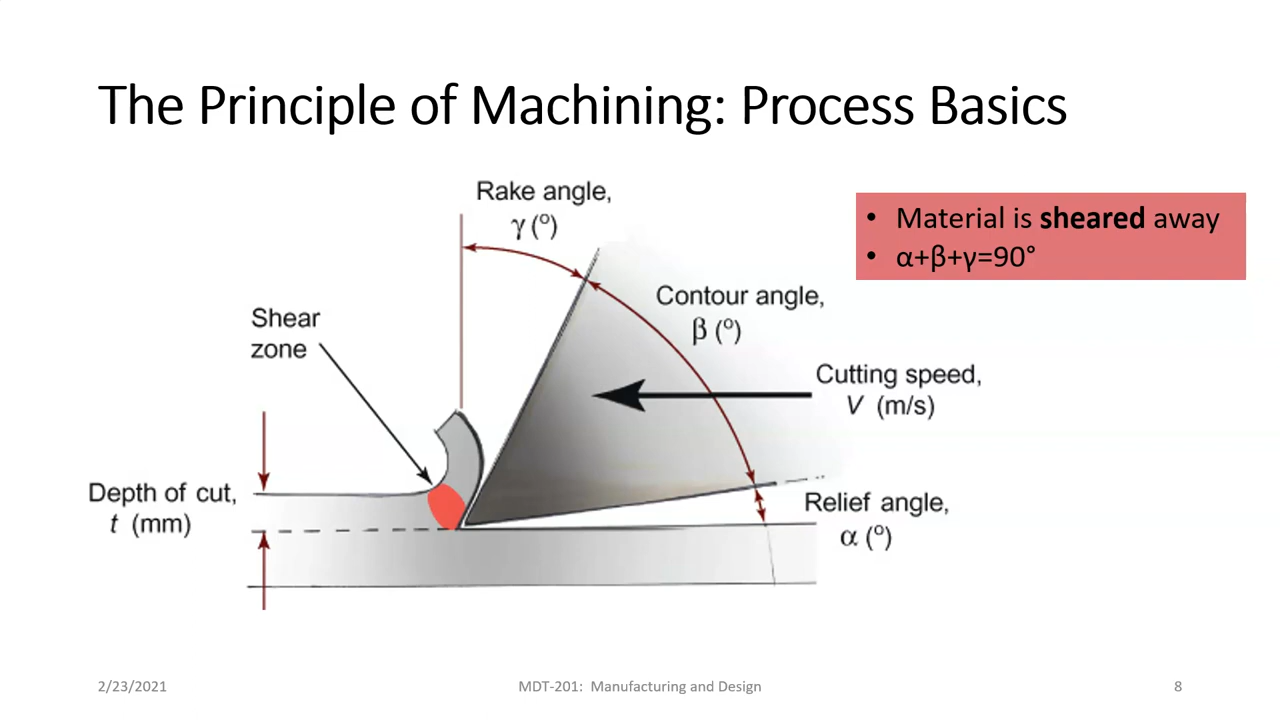 The Principle of Machining: Process Basics
Rake angle,
γ (º)
• Material is sheared away
• α+β+γ=90°
Contour angle,
β (º)
Shear
zone
Cutting speed,
V (m/s)
Depth of cut,
t (mm)
Relief angle,
α (º)
2/23/2021
MDT-201: Manufacturing and Design
8